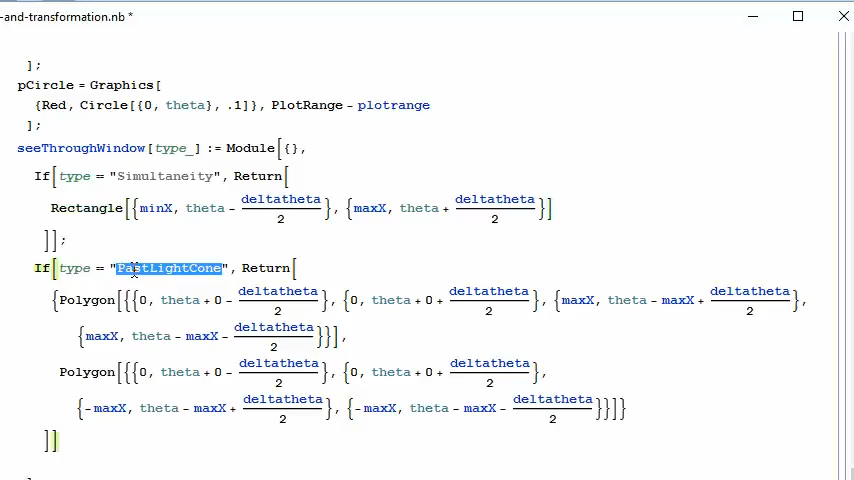 -and-transformation.nb *
];
pCircle = Graphics[
{Red, Circle[{0, theta}, .1]}, PlotRange → plotrange
];
seeThroughWindow[type_] := Module[{},
If[type = "Simultaneity", Return[
Rectangle[{minX, theta - deltatheta/2}, {maxX, theta + deltatheta/2}]
]];
If[type = "PastLightCone", Return[
{Polygon[{{0, theta + 0 - deltatheta/2}, {0, theta + 0 + deltatheta/2}, {maxX, theta - maxX + deltatheta/2},
{maxX, theta - maxX - deltatheta/2}}],
Polygon[{{0, theta + 0 - deltatheta/2}, {0, theta + 0 + deltatheta/2},
{-maxX, theta - maxX + deltatheta/2}, {-maxX, theta - maxX - deltatheta/2}}]}
]]